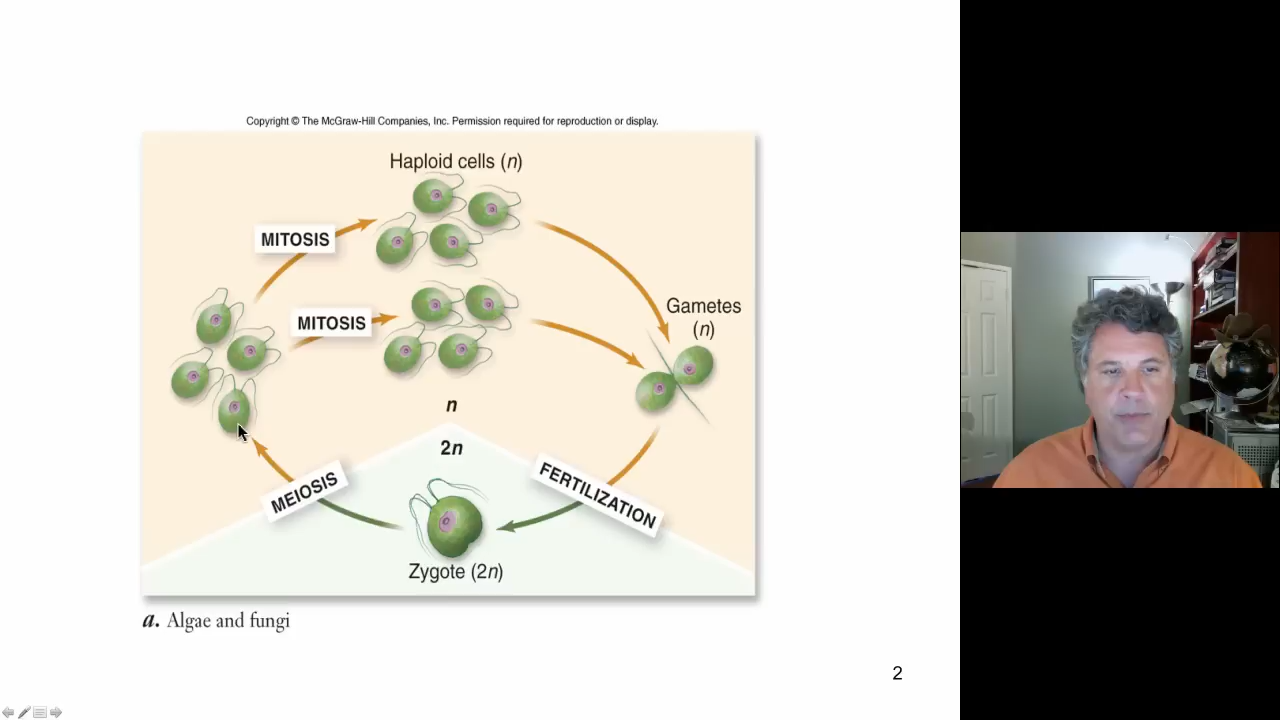 Copyright © The McGraw-Hill Companies, Inc. Permission required for reproduction or display.
Haploid cells (n)
MITOSIS
MITOSIS
Gametes
(n)
n
2n
MEIOSIS
FERTILIZATION
Zygote (2n)
a. Algae and fungi
2